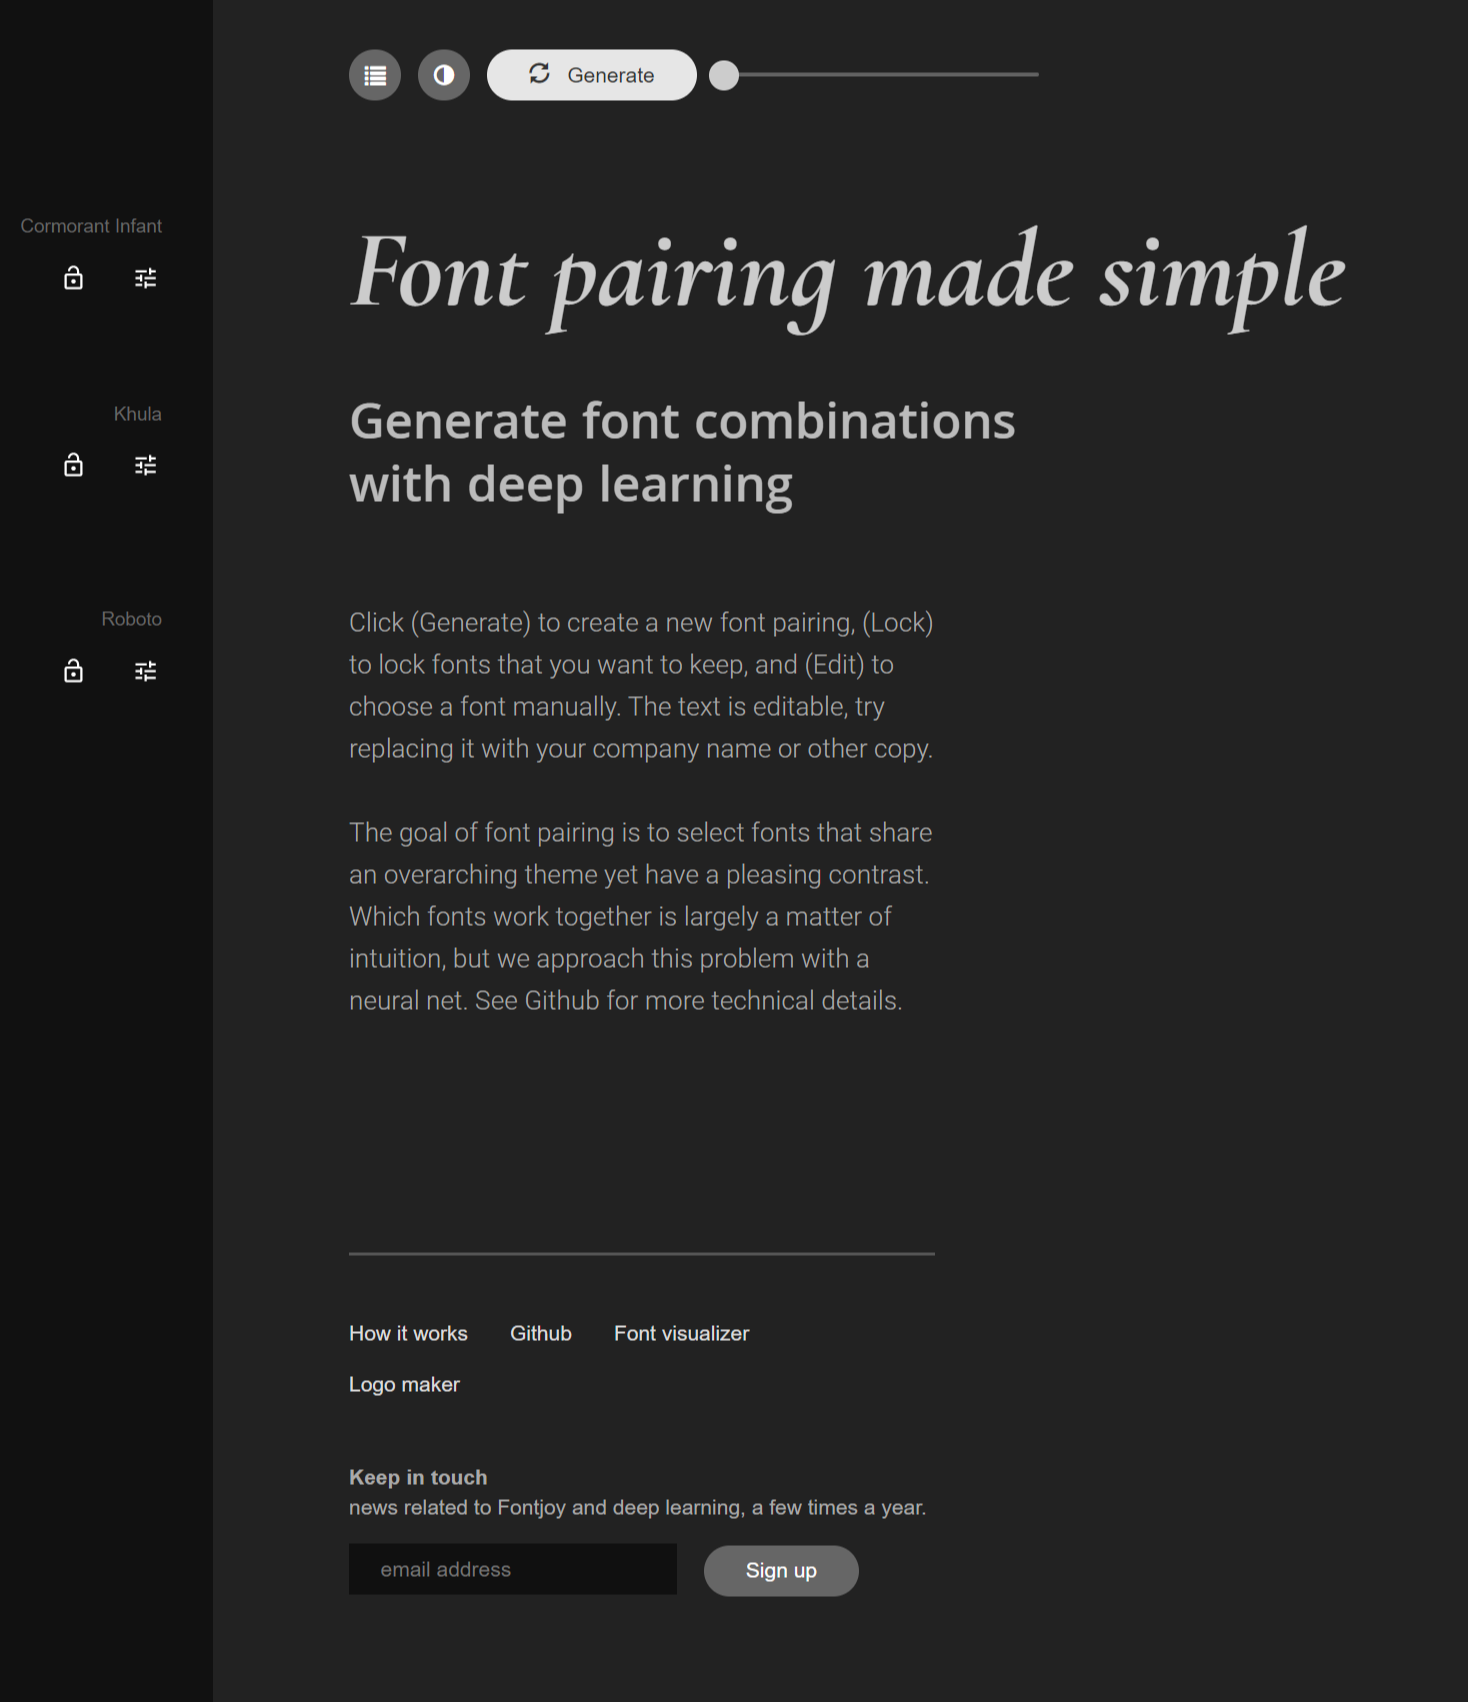 Generate
Cormorant Infant
Font pairing made simple
Khula
Generate font combinations
with deep learning
Roboto
Click (Generate) to create a new font pairing, (Lock)
to lock fonts that you want to keep, and (Edit) to
choose a font manually. The text is editable, try
replacing it with your company name or other copy.
The goal of font pairing is to select fonts that share
an overarching theme yet have a pleasing contrast.
Which fonts work together is largely a matter of
intuition, but we approach this problem with a
neural net. See Github for more technical details.
How it works Github Font visualizer
Logo maker
Keep in touch
news related to Fontjoy and deep learning, a few times a year.
email address Sign up